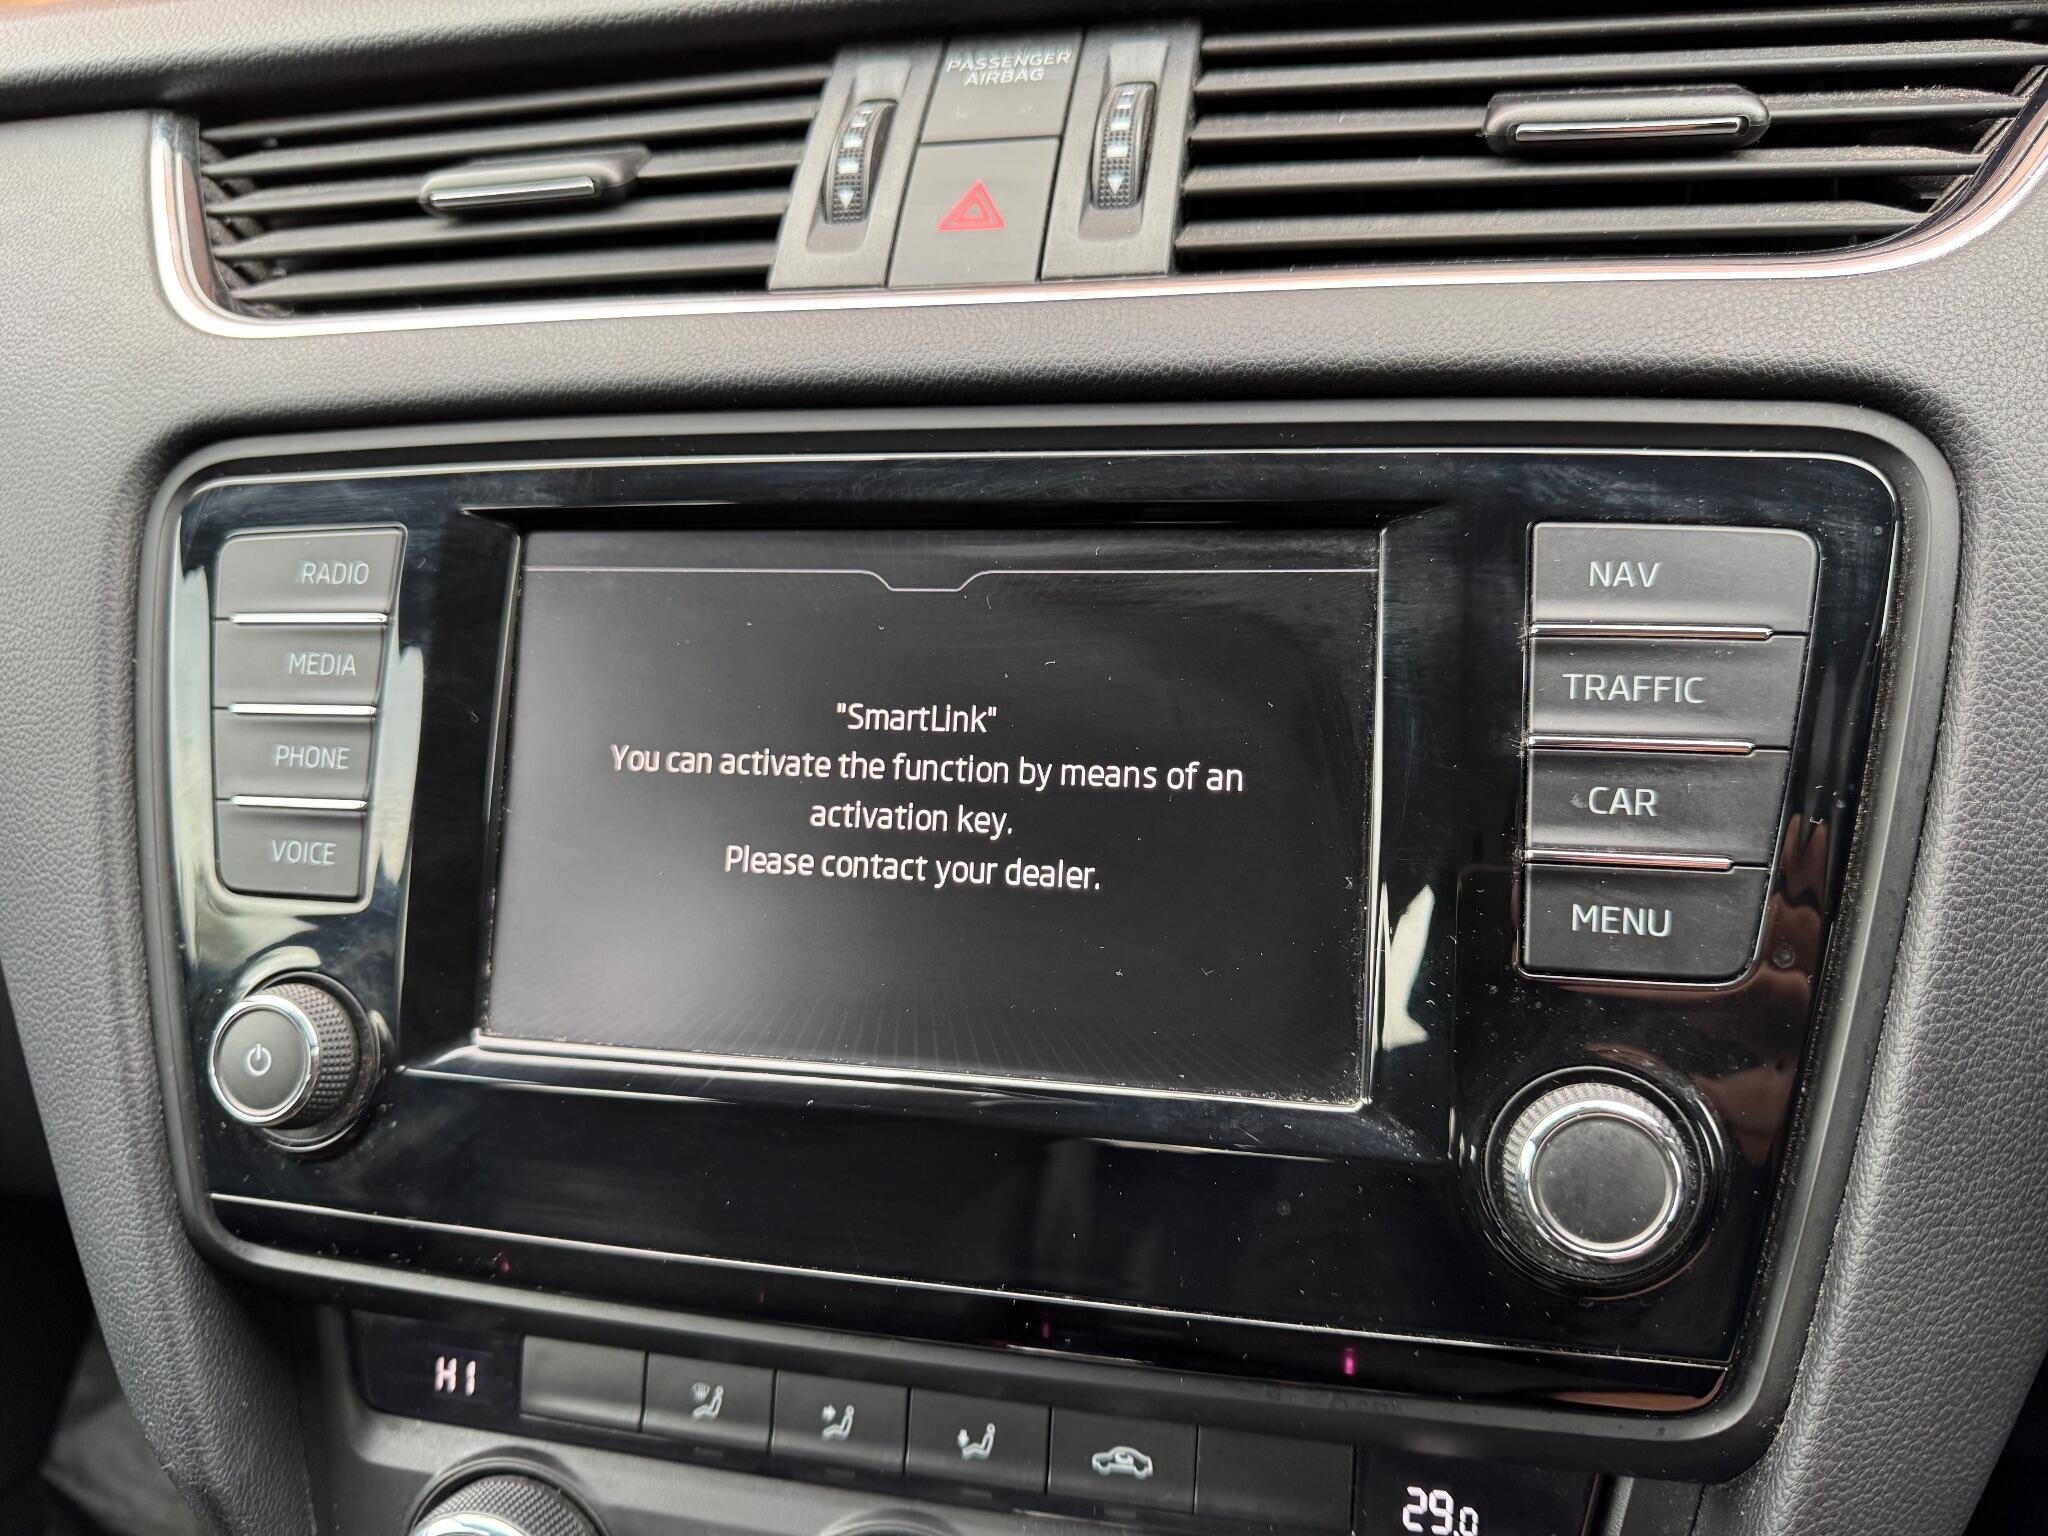 PASSENGER
AIRBAG
RADIO
MEDIA
PHONE
VOICE
"SmartLink"
You can activate the function by means of an
activation key.
Please contact your dealer.
NAV
TRAFFIC
CAR
MENU
HI
29.0